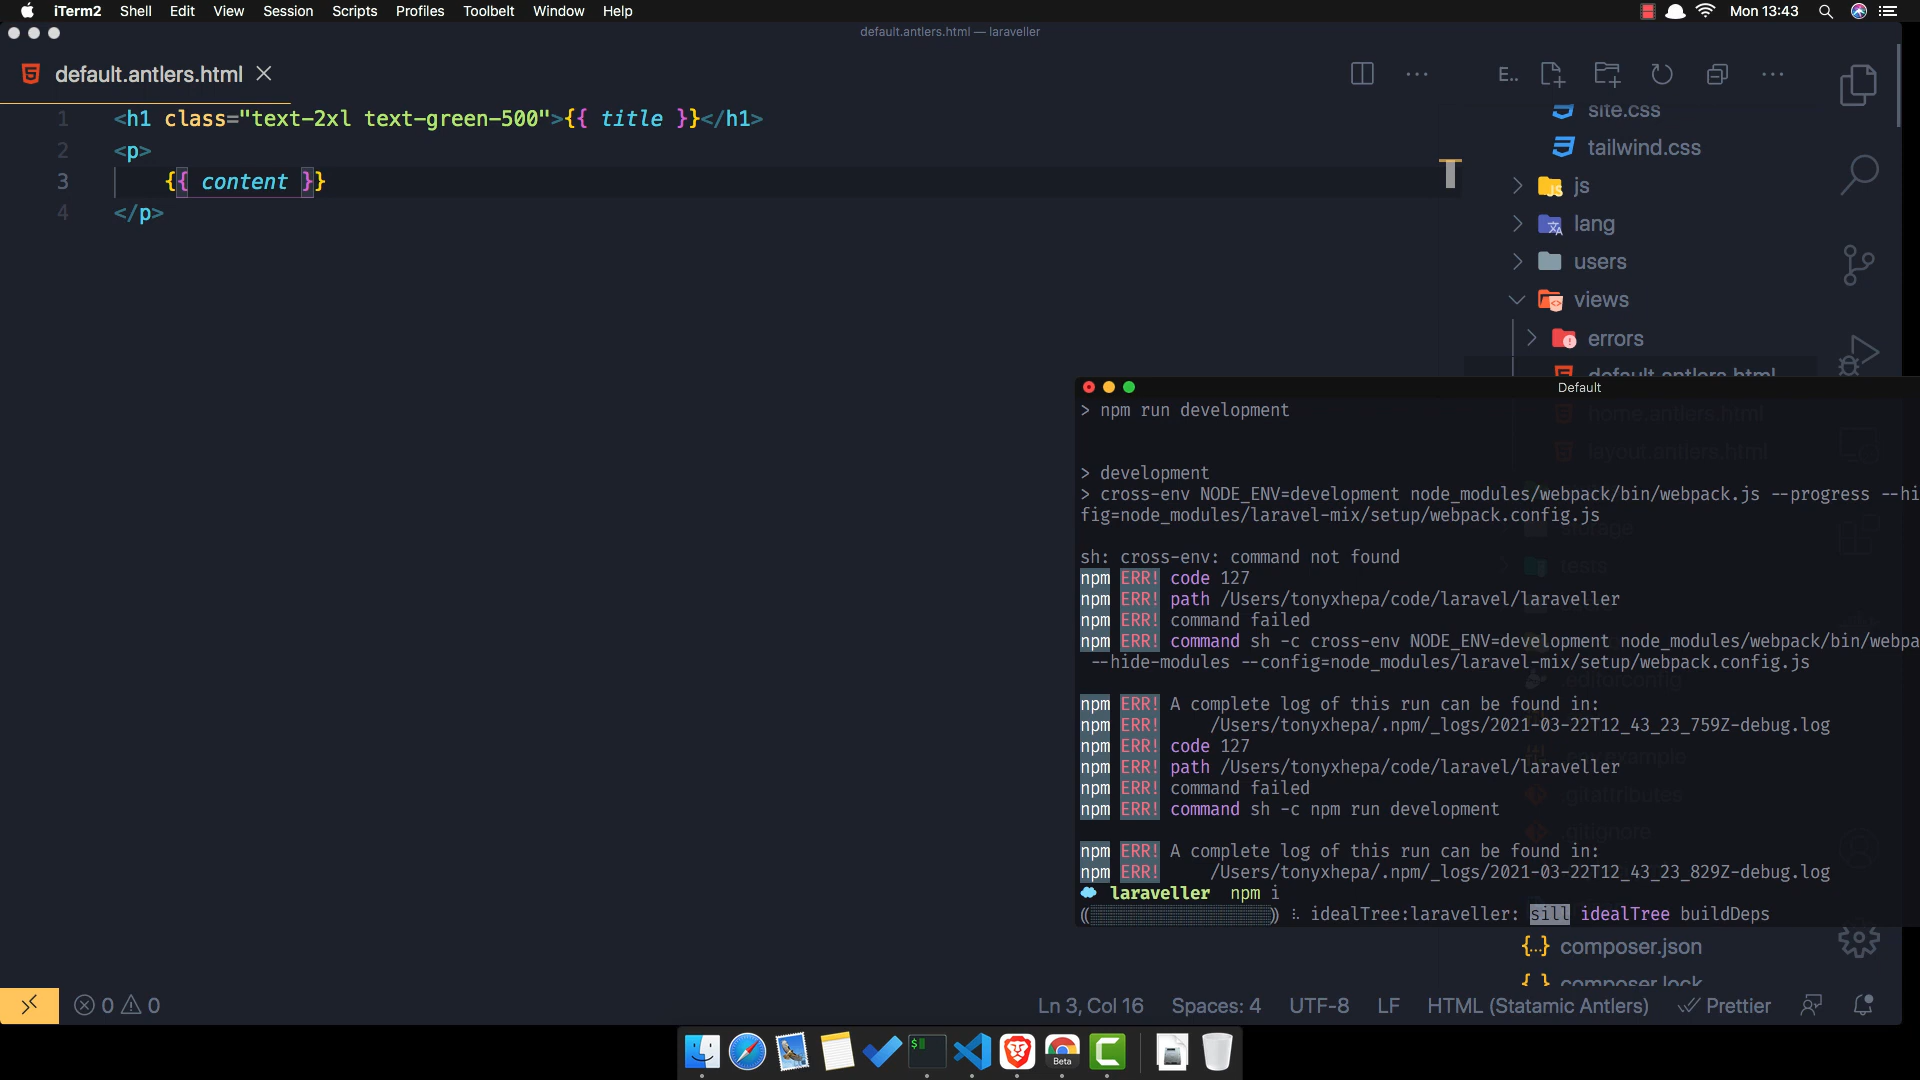 iTerm2 Shell Edit View Session Scripts Profiles Toolbelt Window Help Mon 13:43
default.antlers.html — laraveller
default.antlers.html
E..
1 <h1 class="text-2xl text-green-500">{{ title }}</h1>
2 <p>
3 {{ content }}
4 </p>
site.css
tailwind.css
js
lang
users
views
errors
default.antlers.html
home.antlers.html
layout.antlers.html
storage
tests
.editorconfig
.env.example
.gitattributes
.gitignore
composer.json
composer.lock
Default
> npm run development
> development
> cross-env NODE_ENV=development node_modules/webpack/bin/webpack.js --progress --hi
fig=node_modules/laravel-mix/setup/webpack.config.js
sh: cross-env: command not found
npm ERR! code 127
npm ERR! path /Users/tonyxhepa/code/laravel/laraveller
npm ERR! command failed
npm ERR! command sh -c cross-env NODE_ENV=development node_modules/webpack/bin/webpa
--hide-modules --config=node_modules/laravel-mix/setup/webpack.config.js
npm ERR! A complete log of this run can be found in:
npm ERR! /Users/tonyxhepa/.npm/_logs/2021-03-22T12_43_23_759Z-debug.log
npm ERR! code 127
npm ERR! path /Users/tonyxhepa/code/laravel/laraveller
npm ERR! command failed
npm ERR! command sh -c npm run development
npm ERR! A complete log of this run can be found in:
npm ERR! /Users/tonyxhepa/.npm/_logs/2021-03-22T12_43_23_829Z-debug.log
laraveller npm i
idealTree:laraveller: sill idealTree buildDeps
0 0 Ln 3, Col 16 Spaces: 4 UTF-8 LF HTML (Statamic Antlers) Prettier
Beta